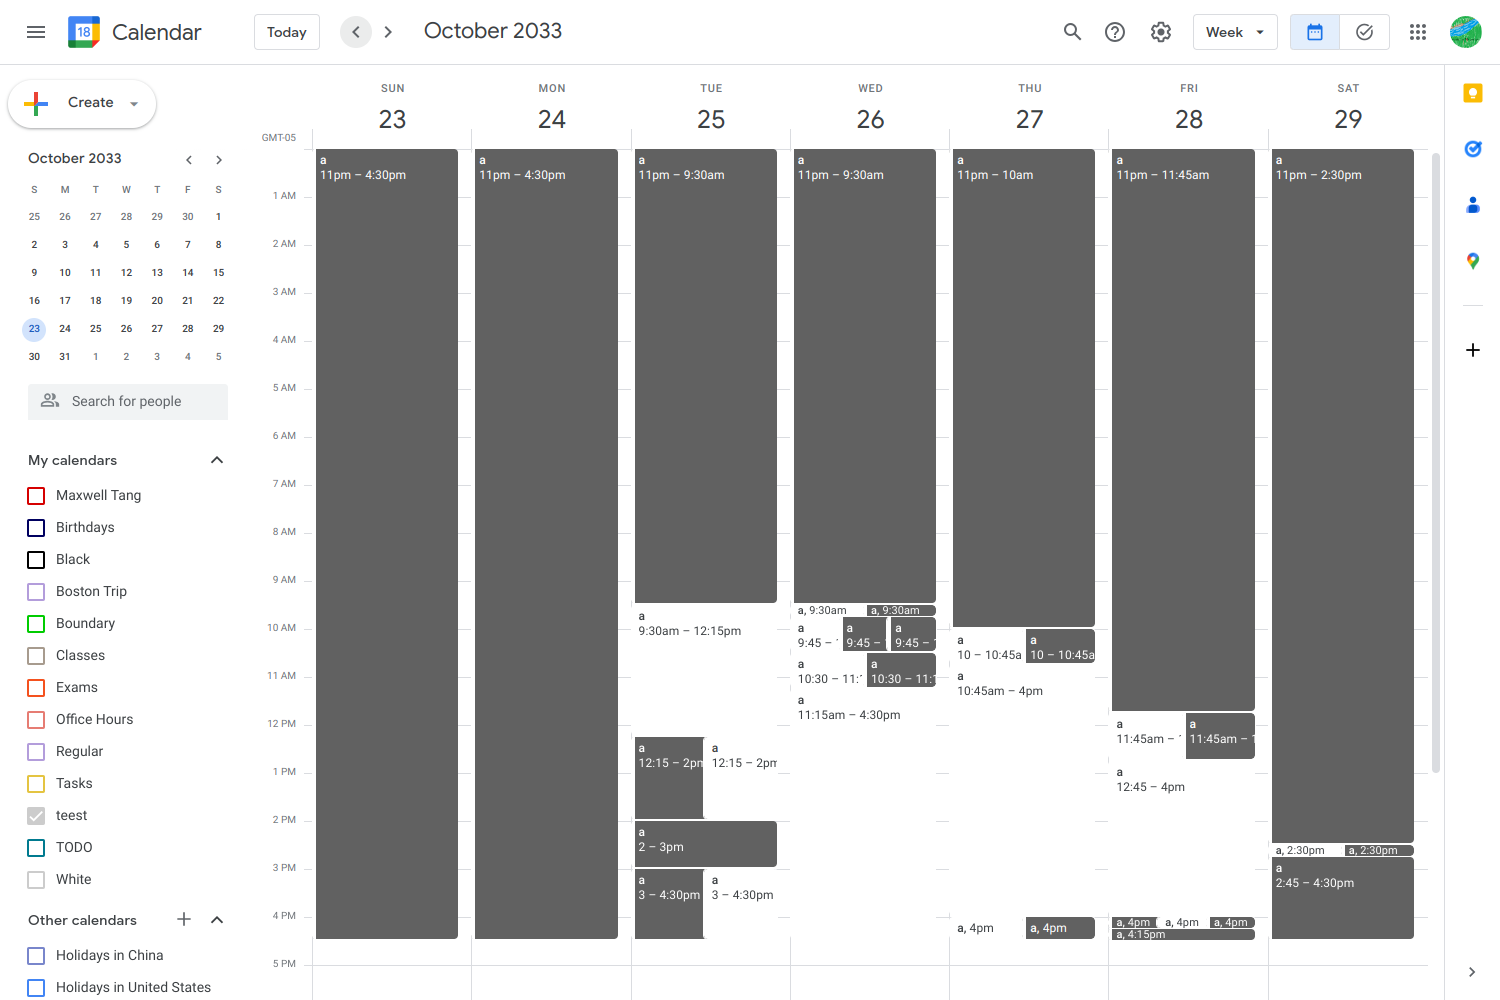 18 Calendar Today October 2033 Week
Create
SUN MON TUE WED THU FRI SAT
23 24 25 26 27 28 29
GMT-05
October 2033
S M T W T F S
25 26 27 28 29 30 1
2 3 4 5 6 7 8
9 10 11 12 13 14 15
16 17 18 19 20 21 22
23 24 25 26 27 28 29
30 31 1 2 3 4 5
Search for people
My calendars
Maxwell Tang
Birthdays
Black
Boston Trip
Boundary
Classes
Exams
Office Hours
Regular
Tasks
teest
TODO
White
Other calendars
Holidays in China
Holidays in United States
1 AM
2 AM
3 AM
4 AM
5 AM
6 AM
7 AM
8 AM
9 AM
10 AM
11 AM
12 PM
1 PM
2 PM
3 PM
4 PM
5 PM
a
11pm – 4:30pm
a
11pm – 4:30pm
a
11pm – 9:30am
a
9:30am – 12:15pm
a
12:15 – 2pm
a
12:15 – 2pm
a
2 – 3pm
a
3 – 4:30pm
a
3 – 4:30pm
a
11pm – 9:30am
a, 9:30am
a, 9:30am
a
9:45 –
a
9:45 –
a
9:45 –
a
10:30 – 11:
a
10:30 – 11:1
a
11:15am – 4:30pm
a
11pm – 10am
a
10 – 10:45a
a
10 – 10:45a
a
10:45am – 4pm
a, 4pm
a, 4pm
a
11pm – 11:45am
a
11:45am –
a
11:45am – 1
a
12:45 – 4pm
a, 4pm
a, 4pm
a, 4pm
a, 4:15pm
a
11pm – 2:30pm
a, 2:30pm
a, 2:30pm
a
2:45 – 4:30pm